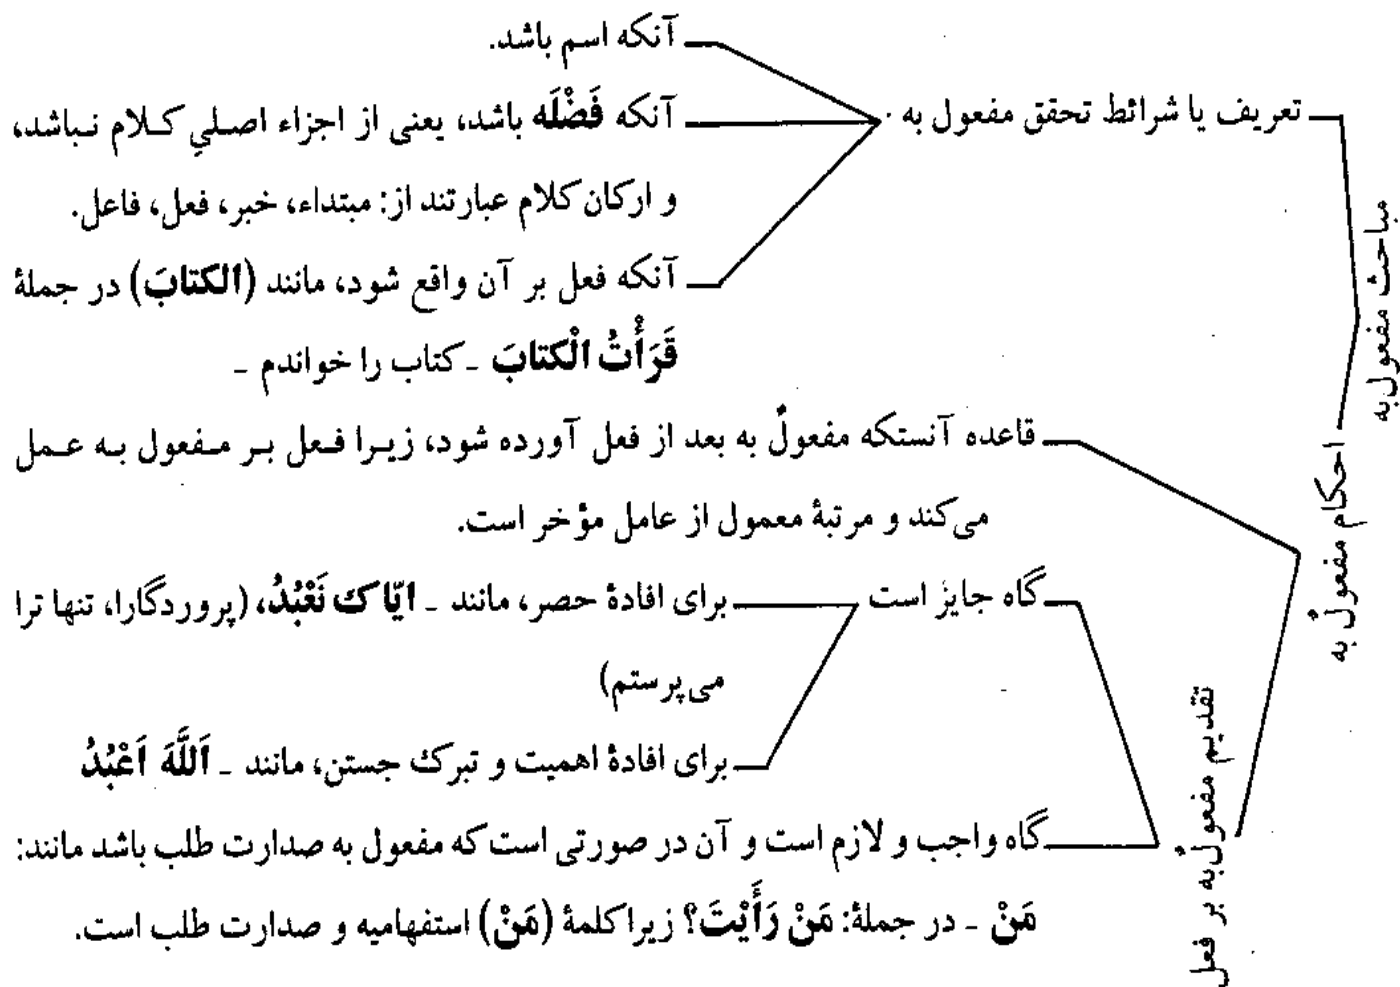 مباحث مفعولٌ به
تعریف یا شرائط تحقق مفعول به
آنکه اسم باشد.
آنکه فَضْلَه باشد، یعنی از اجزاء اصلیِ کلام نباشد،
و ارکان کلام عبارتند از: مبتداء، خبر، فعل، فاعل.
آنکه فعل بر آن واقع شود، مانند (الکتابَ) در جملهٔ
قَرَأْتُ الْکتابَ ـ کتاب را خواندم ـ
احکام مفعولٌ به
قاعده آنستکه مفعولٌ به بعد از فعل آورده شود، زیرا فعل بر مفعول به عمل
می‌کند و مرتبهٔ معمول از عامل مؤخر است.
تقدیم مفعولٌ به بر فعل
گاه جایز است
برای افادهٔ حصر، مانند ـ ایّاک نَعْبُدُ، (پروردگارا، تنها ترا
می‌پرستم)
برای افادهٔ اهمیت و تبرک جستن، مانند ـ اَللَّهَ اَعْبُدُ
گاه واجب و لازم است و آن در صورتی است که مفعول به صدارت طلب باشد مانند:
مَنْ ـ در جملهٔ: مَنْ رَأَیْتَ؟ زیرا کلمهٔ (مَنْ) استفهامیه و صدارت طلب است.